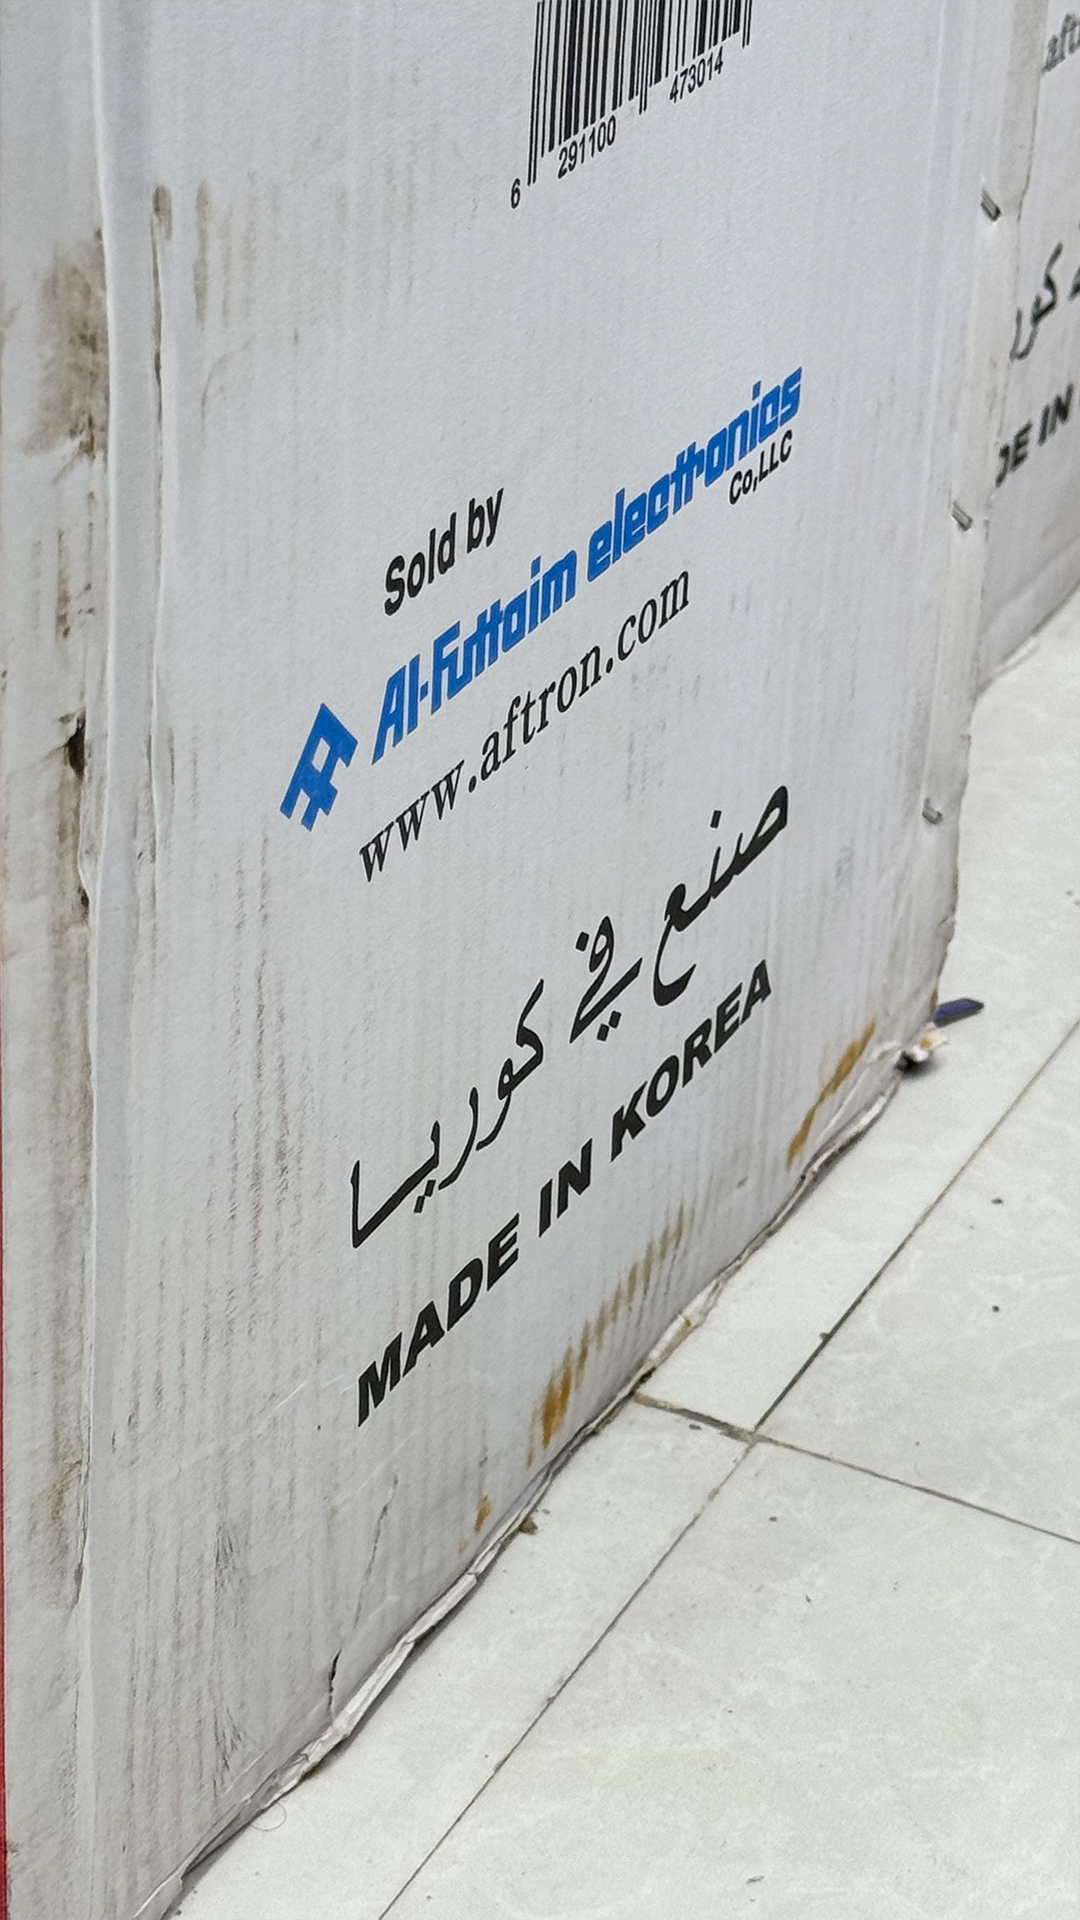 6 291100 473014
Sold by
Al-Futtaim electronics
Co,LLC
www.aftron.com
صنع في كوريا
MADE IN KOREA